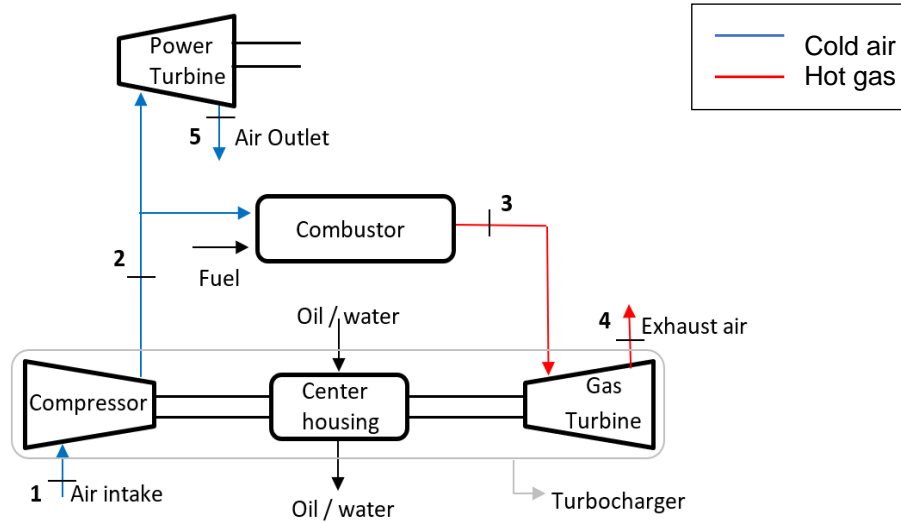 Power
Turbine
Cold air
Hot gas
5
Air Outlet
3
Combustor
2
Fuel
Oil / water
4
Exhaust air
Compressor
Center
housing
Gas
Turbine
1
Air intake
Oil / water
Turbocharger